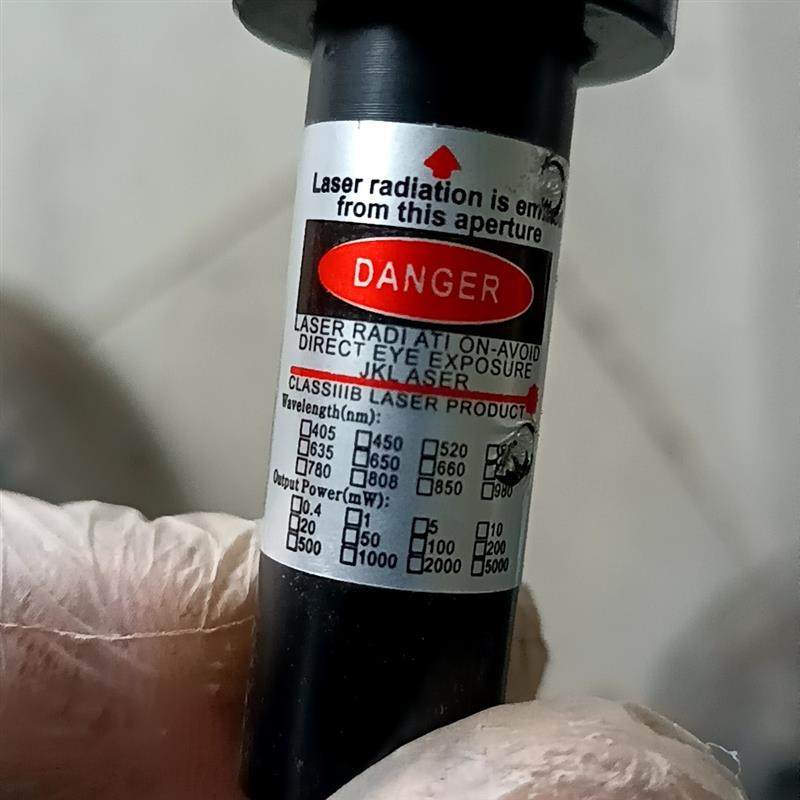 Laser radiation is
from this aperture
DANGER
LASER RADI ATI ON-AVOID
DIRECT EYE EXPOSURE
JKL ASER
CLASSIIIB LASER PRODUCT
Wavelength(nm):
□405 □450 □520
□635 □650 □660
□780 □808 □850 □980
Output Power(mW):
□0.4 □1 □5 □10
□20 □50 □100 □200
□500 □1000 □2000 □5000